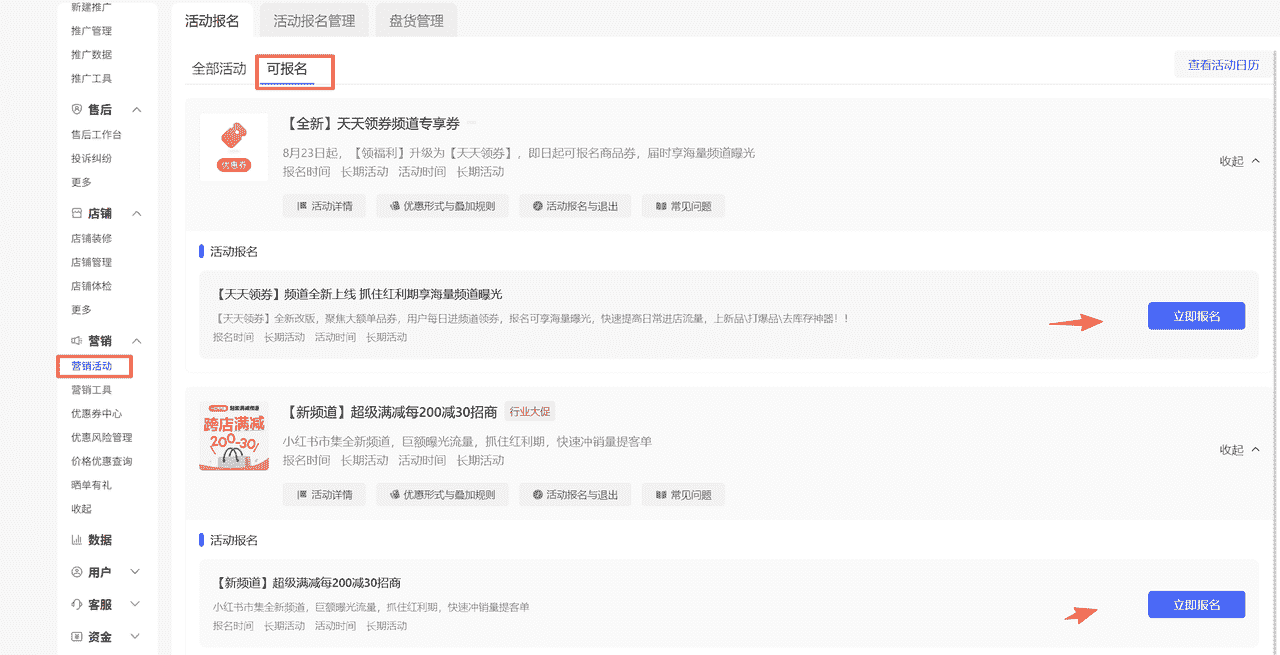 新建推广
推广管理
推广数据
推广工具
售后
售后工作台
投诉纠纷
更多
店铺
店铺装修
店铺管理
店铺体检
更多
营销
营销活动
营销工具
优惠券中心
优惠风险管理
价格优惠查询
晒单有礼
收起
数据
用户
客服
资金
活动报名 活动报名管理 盘货管理
全部活动 可报名 查看活动日历
优惠券
【全新】天天领券频道专享券
8月23日起，【领福利】升级为【天天领券】，即日起可报名商品券，届时享海量频道曝光
报名时间 长期活动 活动时间 长期活动
收起
活动详情 优惠形式与叠加规则 活动报名与退出 常见问题
活动报名
【天天领券】频道全新上线 抓住红利期享海量频道曝光
【天天领券】全新改版，聚焦大额单品券，用户每日进频道领券，报名可享海量曝光，快速提高日常进店流量，上新品\打爆品\去库存神器！！
报名时间 长期活动 活动时间 长期活动
立即报名
跨店满减
200-30
【新频道】超级满减每200减30招商 行业大促
小红书市集全新频道，巨额曝光流量，抓住红利期，快速冲销量提客单
报名时间 长期活动 活动时间 长期活动
收起
活动详情 优惠形式与叠加规则 活动报名与退出 常见问题
活动报名
【新频道】超级满减每200减30招商
小红书市集全新频道，巨额曝光流量，抓住红利期，快速冲销量提客单
报名时间 长期活动 活动时间 长期活动
立即报名